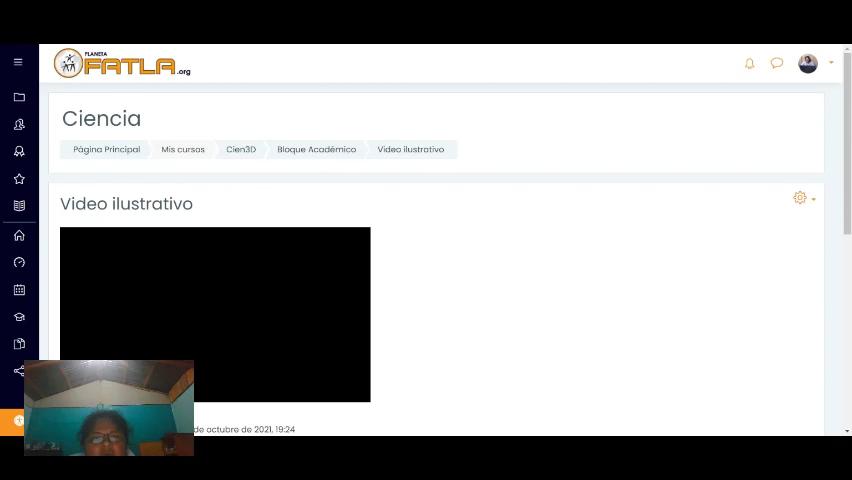 PLANETA
FATLA.org
Ciencia
Página Principal
Mis cursos
Cien3D
Bloque Académico
Video ilustrativo
Video ilustrativo
de octubre de 2021, 19:24